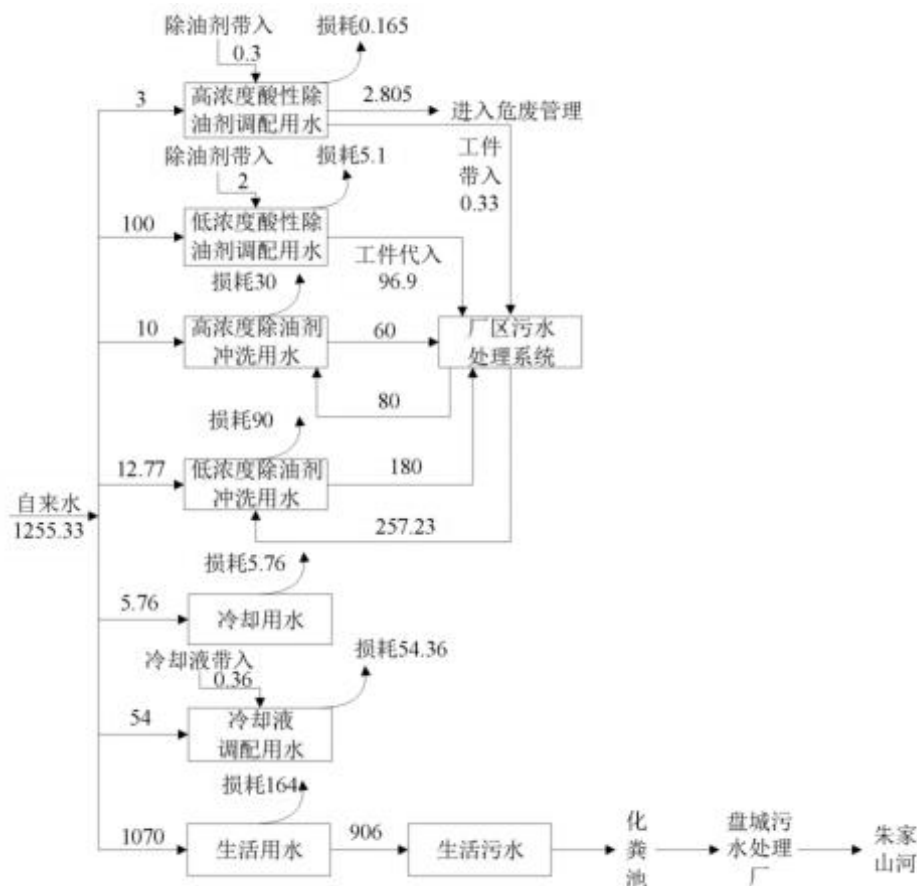 除油剂带入
0.3
损耗0.165
3
高浓度酸性除
油剂调配用水
2.805
进入危废管理
工件
带入
0.33
除油剂带入
2
损耗5.1
100
低浓度酸性除
油剂调配用水
工件代入
96.9
损耗30
10
高浓度除油剂
冲洗用水
60
厂区污水
处理系统
80
损耗90
12.77
低浓度除油剂
冲洗用水
180
257.23
自来水
1255.33
损耗5.76
5.76
冷却用水
冷却液带入
0.36
损耗54.36
54
冷却液
调配用水
损耗164
1070
生活用水
906
生活污水
化
粪
池
盘城污
水处理
厂
朱家
山河